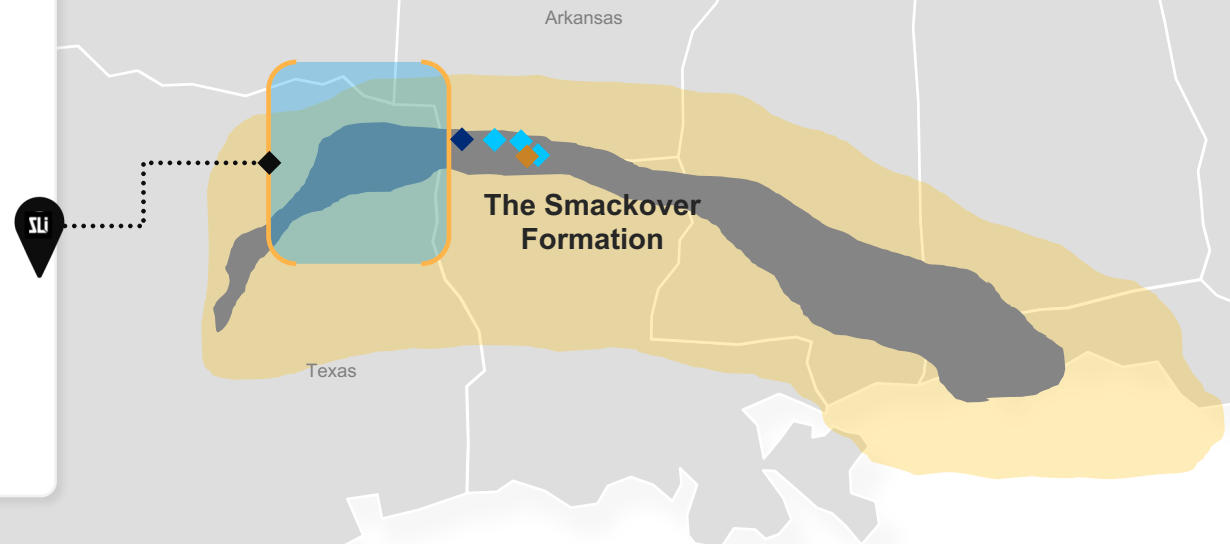 Arkansas
SLi
The Smackover
Formation
Texas